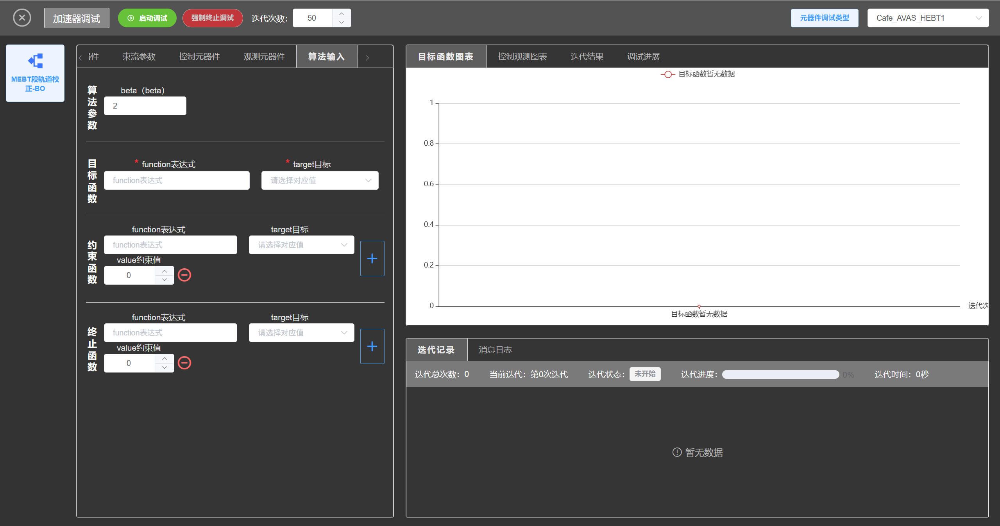 加速器调试
启动调试
强制终止调试
迭代次数：
50
元器件调试类型
Cafe_AVAS_HEBT1
MEBT段轨道校
正-BO
件
束流参数
控制元器件
观测元器件
算法输入
算法参数
beta（beta）
2
目标函数
* function表达式
* target目标
function表达式
请选择对应值
约束函数
function表达式
target目标
function表达式
请选择对应值
value约束值
0
终止函数
function表达式
target目标
function表达式
请选择对应值
value约束值
0
目标函数图表
控制观测图表
迭代结果
调试进展
目标函数暂无数据
1
0.8
0.6
0.4
0.2
0
迭代次
目标函数暂无数据
迭代记录
消息日志
迭代总次数：0
当前迭代：第0次迭代
迭代状态：
未开始
迭代进度：
0%
迭代时间：0秒
暂无数据